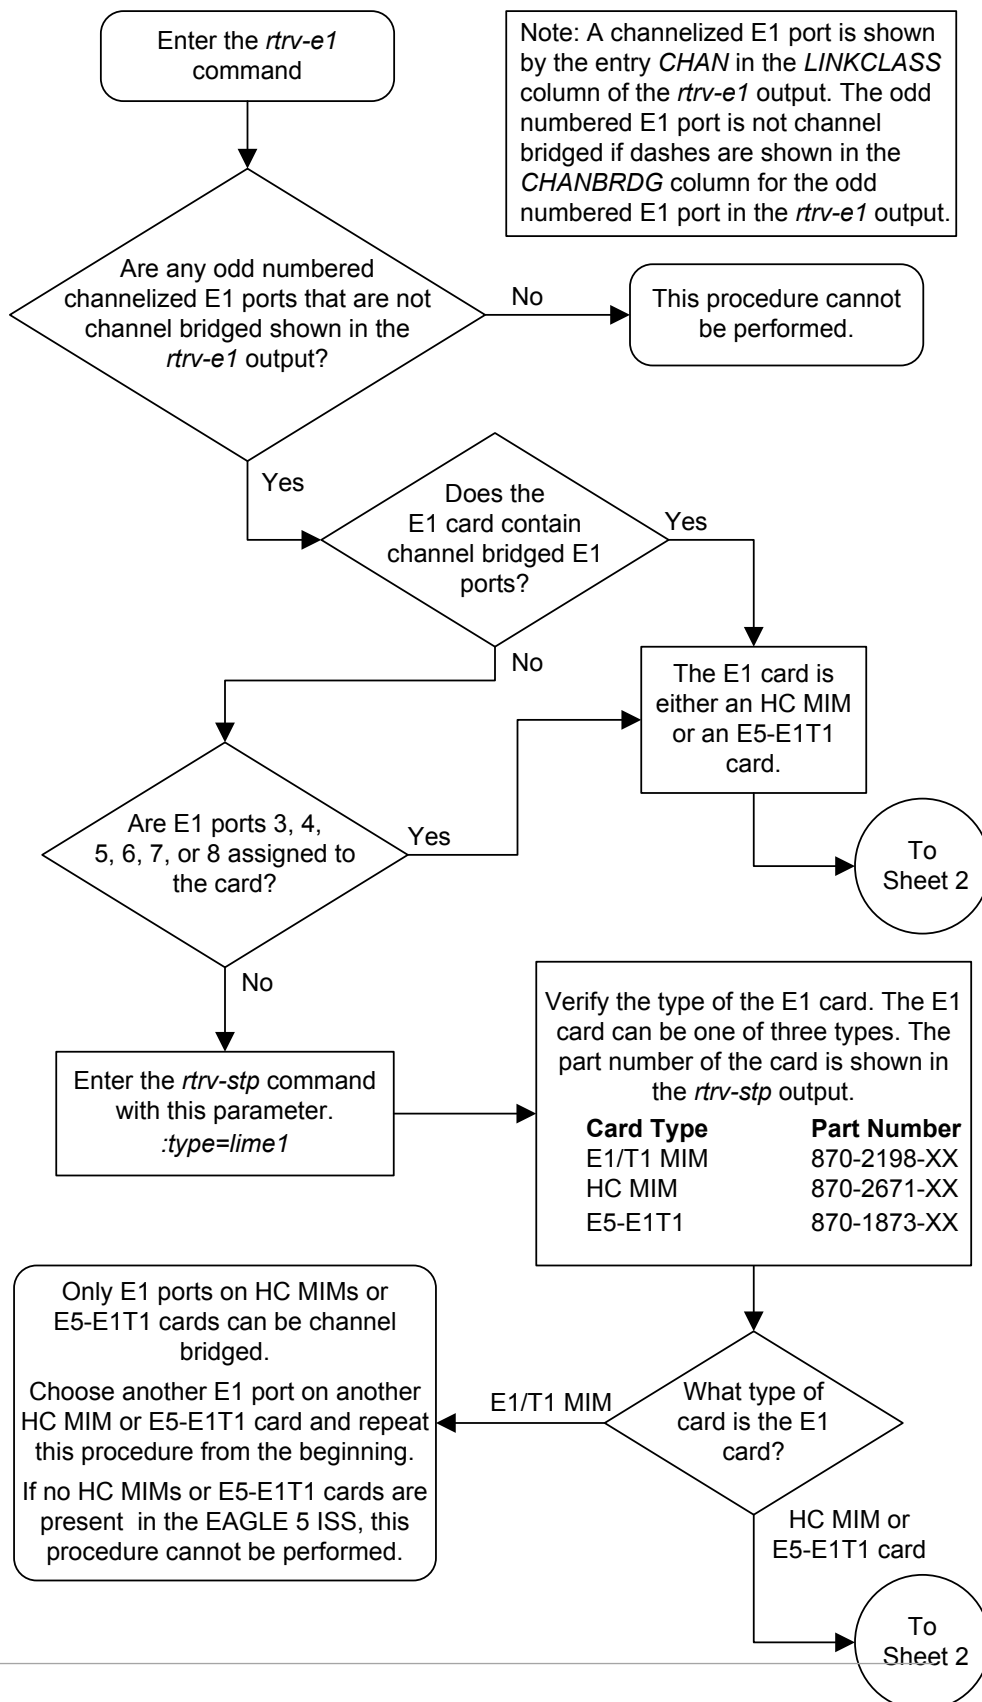 Enter the rtrv-e1
command
Note: A channelized E1 port is shown
by the entry CHAN in the LINKCLASS
column of the rtrv-e1 output. The odd
numbered E1 port is not channel
bridged if dashes are shown in the
CHANBRDG column for the odd
numbered E1 port in the rtrv-e1 output.
Are any odd numbered
channelized E1 ports that are not
channel bridged shown in the
rtrv-e1 output?
No
This procedure cannot
be performed.
Yes
Does the
E1 card contain
channel bridged E1
ports?
Yes
No
The E1 card is
either an HC MIM
or an E5-E1T1
card.
Are E1 ports 3, 4,
5, 6, 7, or 8 assigned to
the card?
Yes
To
Sheet 2
No
Enter the rtrv-stp command
with this parameter.
:type=lime1
Verify the type of the E1 card. The E1
card can be one of three types. The
part number of the card is shown in
the rtrv-stp output.
Card Type Part Number
E1/T1 MIM 870-2198-XX
HC MIM 870-2671-XX
E5-E1T1 870-1873-XX
What type of
card is the E1
card?
E1/T1 MIM
Only E1 ports on HC MIMs or
E5-E1T1 cards can be channel
bridged.
Choose another E1 port on another
HC MIM or E5-E1T1 card and repeat
this procedure from the beginning.
If no HC MIMs or E5-E1T1 cards are
present in the EAGLE 5 ISS, this
procedure cannot be performed.
HC MIM or
E5-E1T1 card
To
Sheet 2